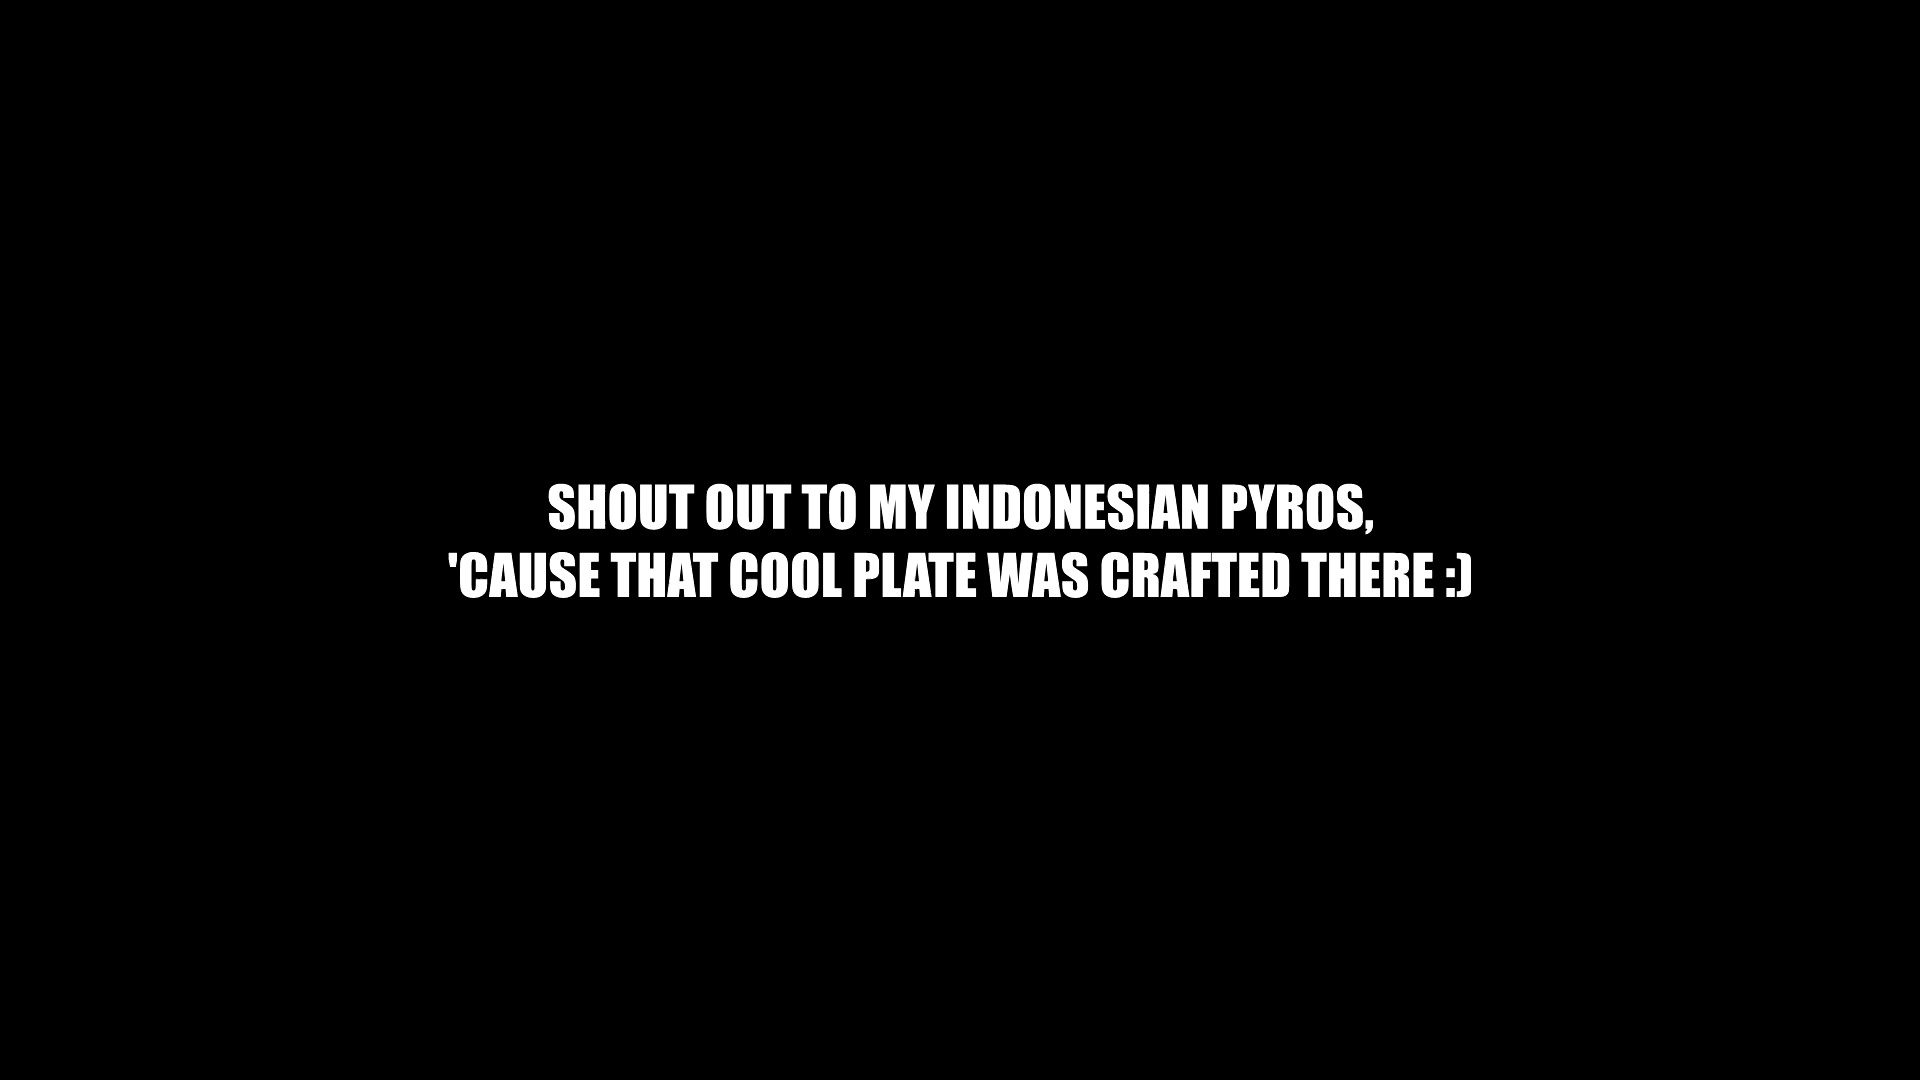 SHOUT OUT TO MY INDONESIAN PYROS,
'CAUSE THAT COOL PLATE WAS CRAFTED THERE :)